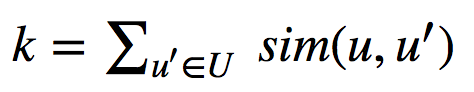 k = ∑u′∈U sim(u, u′)